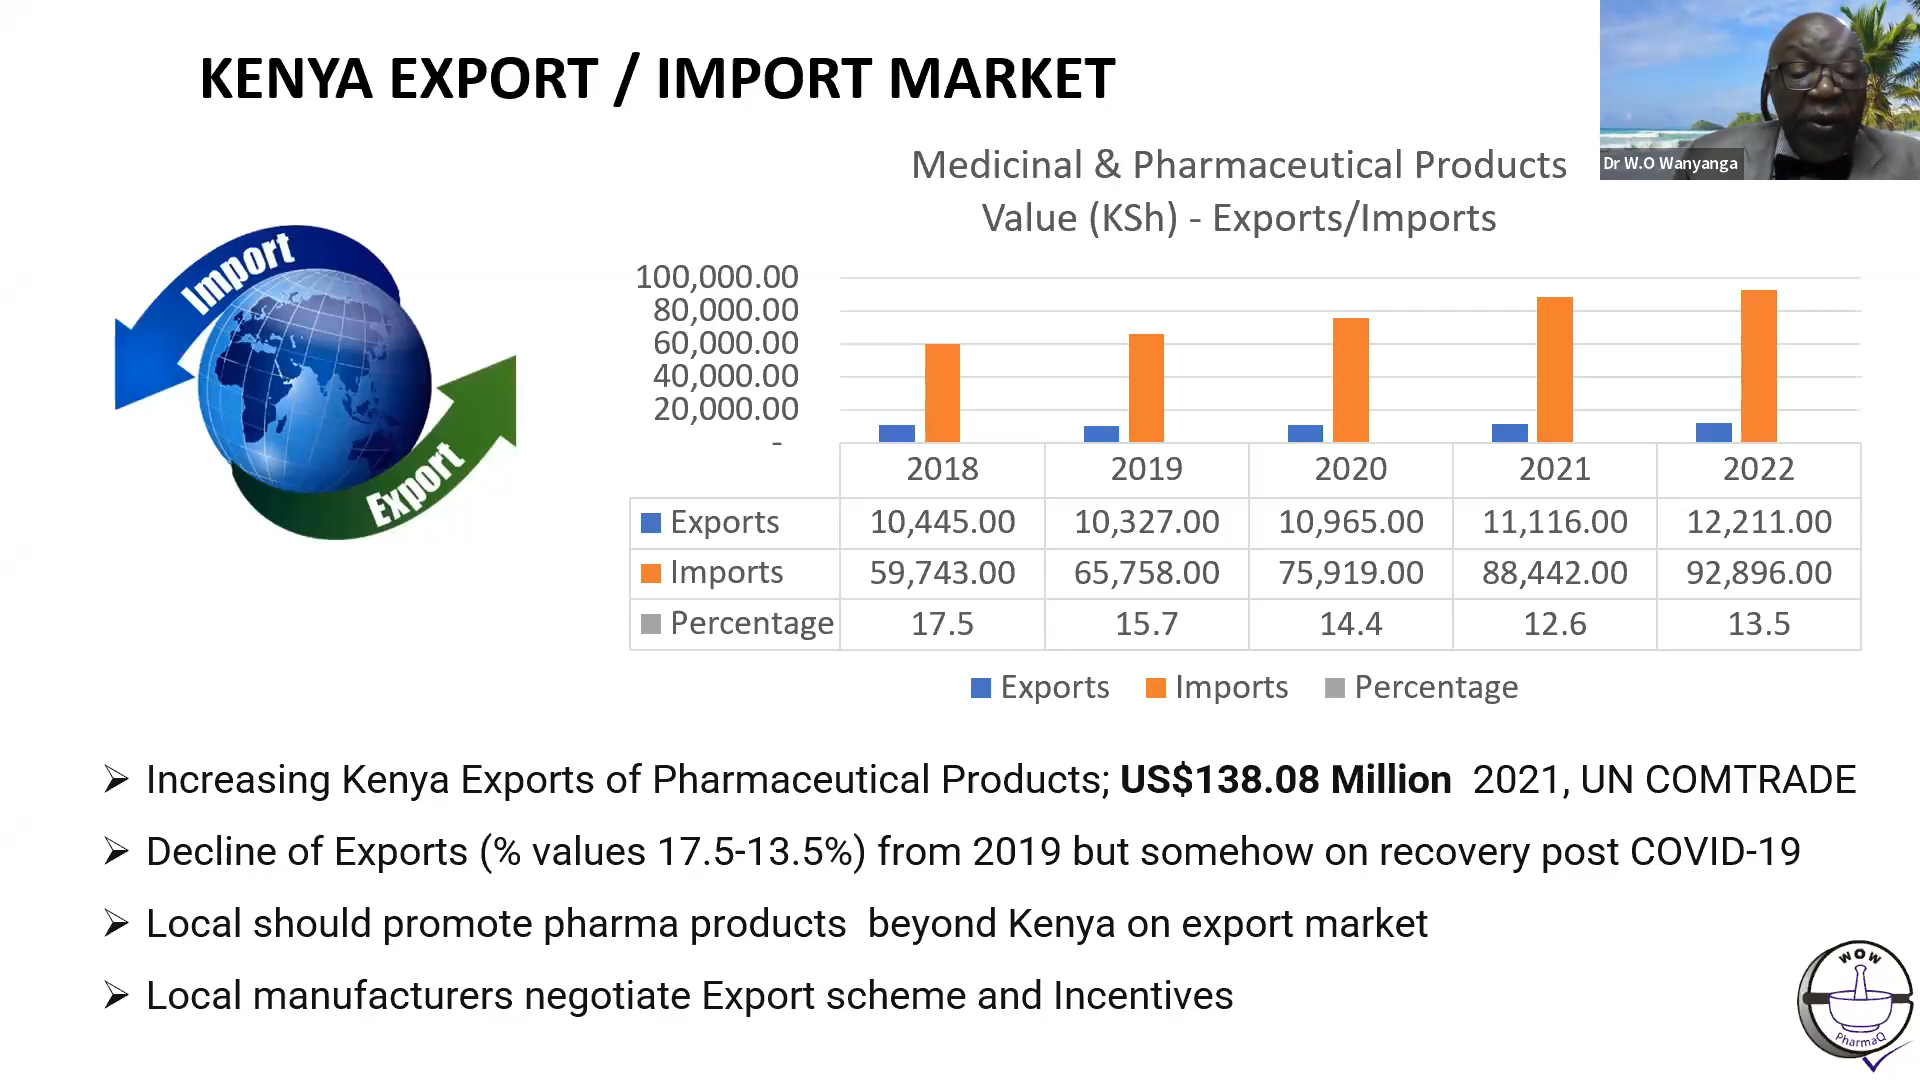 KENYA EXPORT / IMPORT MARKET
Dr W.O Wanyanga
Import
Export
Medicinal & Pharmaceutical Products
Value (KSh) - Exports/Imports
100,000.00
80,000.00
60,000.00
40,000.00
20,000.00
-
2018 2019 2020 2021 2022
Exports 10,445.00 10,327.00 10,965.00 11,116.00 12,211.00
Imports 59,743.00 65,758.00 75,919.00 88,442.00 92,896.00
Percentage 17.5 15.7 14.4 12.6 13.5
Exports Imports Percentage
➢ Increasing Kenya Exports of Pharmaceutical Products; US$138.08 Million 2021, UN COMTRADE
➢ Decline of Exports (% values 17.5-13.5%) from 2019 but somehow on recovery post COVID-19
➢ Local should promote pharma products beyond Kenya on export market
➢ Local manufacturers negotiate Export scheme and Incentives
WOW
PharmaQ